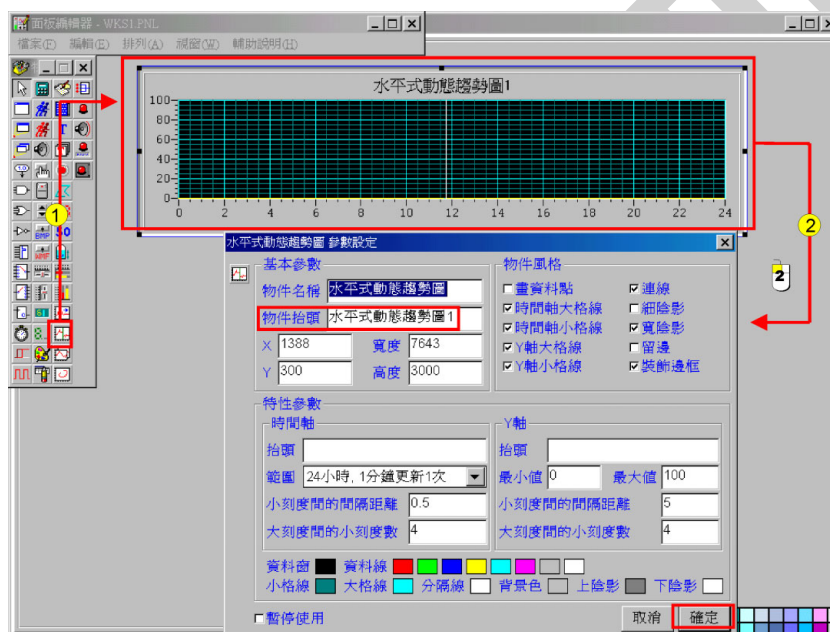 面板編輯器 - WKS1.PNL
檔案(F) 編輯(E) 排列(A) 視窗(W) 輔助說明(H)
水平式動態趨勢圖1
100
80
60
40
20
0
0 2 4 6 8 10 12 14 16 18 20 22 24
1
2
2
T
50
BMP
水平式動態趨勢圖 參數設定
基本參數
物件名稱 水平式動態趨勢圖
物件抬頭 水平式動態趨勢圖1
X 1388 寬度 7643
Y 300 高度 3000
物件風格
畫資料點 連線
時間軸大格線 細陰影
時間軸小格線 寬陰影
Y軸大格線 留邊
Y軸小格線 裝飾邊框
特性參數
時間軸
抬頭
範圍 24小時, 1分鐘更新1次
小刻度間的間隔距離 0.5
大刻度間的小刻度數 4
Y軸
抬頭
最小值 0 最大值 100
小刻度間的間隔距離 5
大刻度間的小刻度數 4
資料窗 資料線
小格線 大格線 分隔線 背景色 上陰影 下陰影
暫停使用
取消 確定